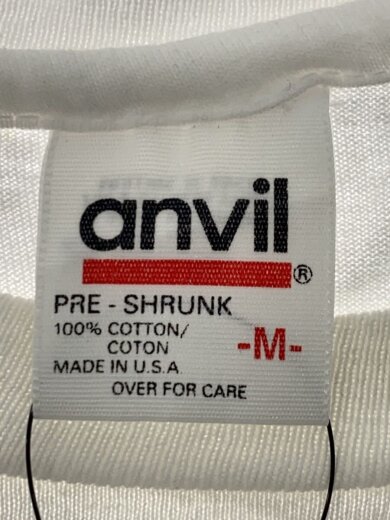 anvil®
PRE - SHRUNK
100% COTTON/
COTON
-M-
MADE IN U.S.A
OVER FOR CARE